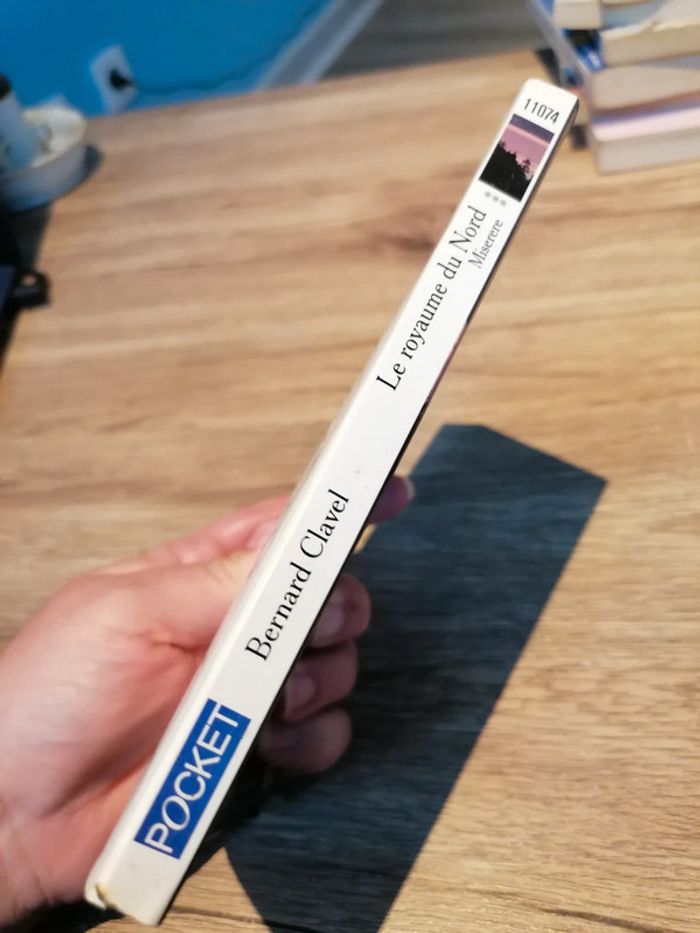 11074
***
Le royaume du Nord
Miserere
Bernard Clavel
POCKET